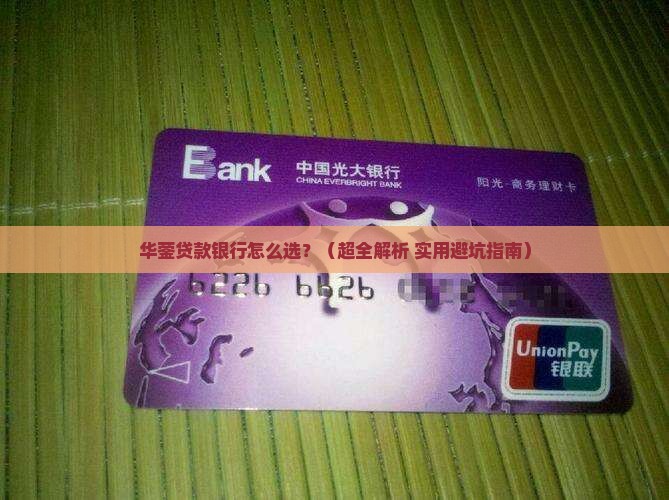 Bank
中国光大银行
CHINA EVERBRIGHT BANK
阳光-商务理财卡
华蓥贷款银行怎么选?（超全解析 实用避坑指南）
6226 6626
UnionPay
银联